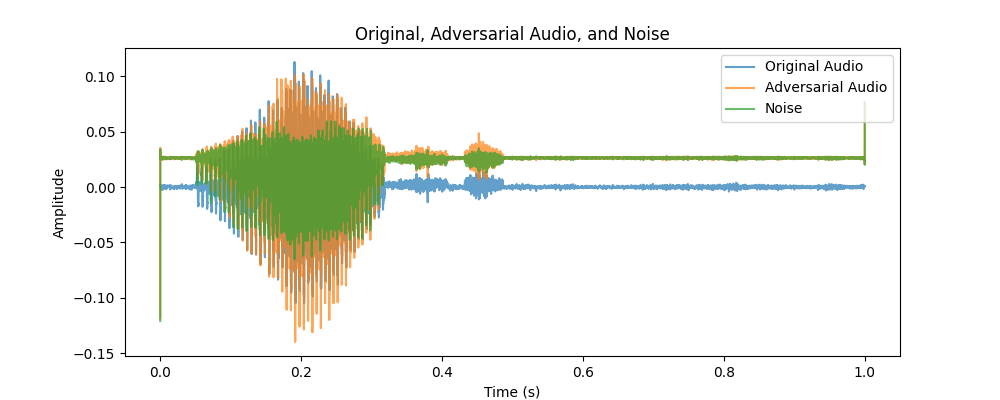 Original, Adversarial Audio, and Noise
Original Audio
Adversarial Audio
Noise
Amplitude
0.10
0.05
0.00
−0.05
−0.10
−0.15
0.0 0.2 0.4 0.6 0.8 1.0
Time (s)